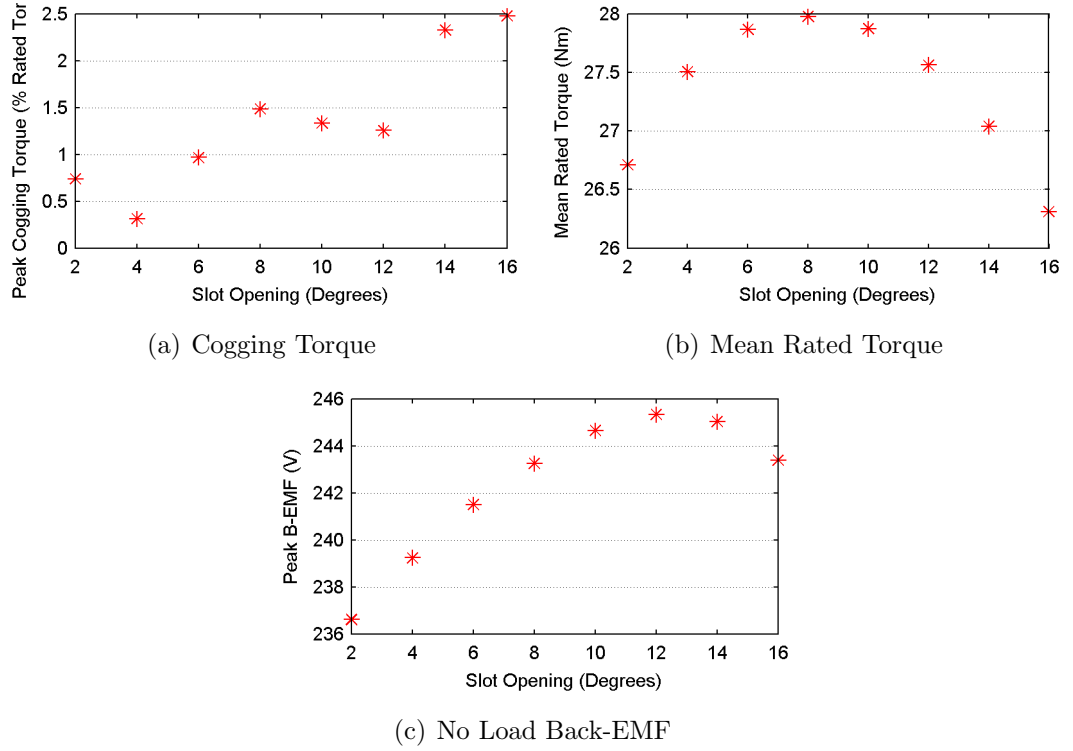 Peak Cogging Torque (% Rated Tor
2.5
2
1.5
1
0.5
0
2 4 6 8 10 12 14 16
Slot Opening (Degrees)
(a) Cogging Torque
Mean Rated Torque (Nm)
28
27.5
27
26.5
26
2 4 6 8 10 12 14 16
Slot Opening (Degrees)
(b) Mean Rated Torque
Peak B-EMF (V)
246
244
242
240
238
236
2 4 6 8 10 12 14 16
Slot Opening (Degrees)
(c) No Load Back-EMF